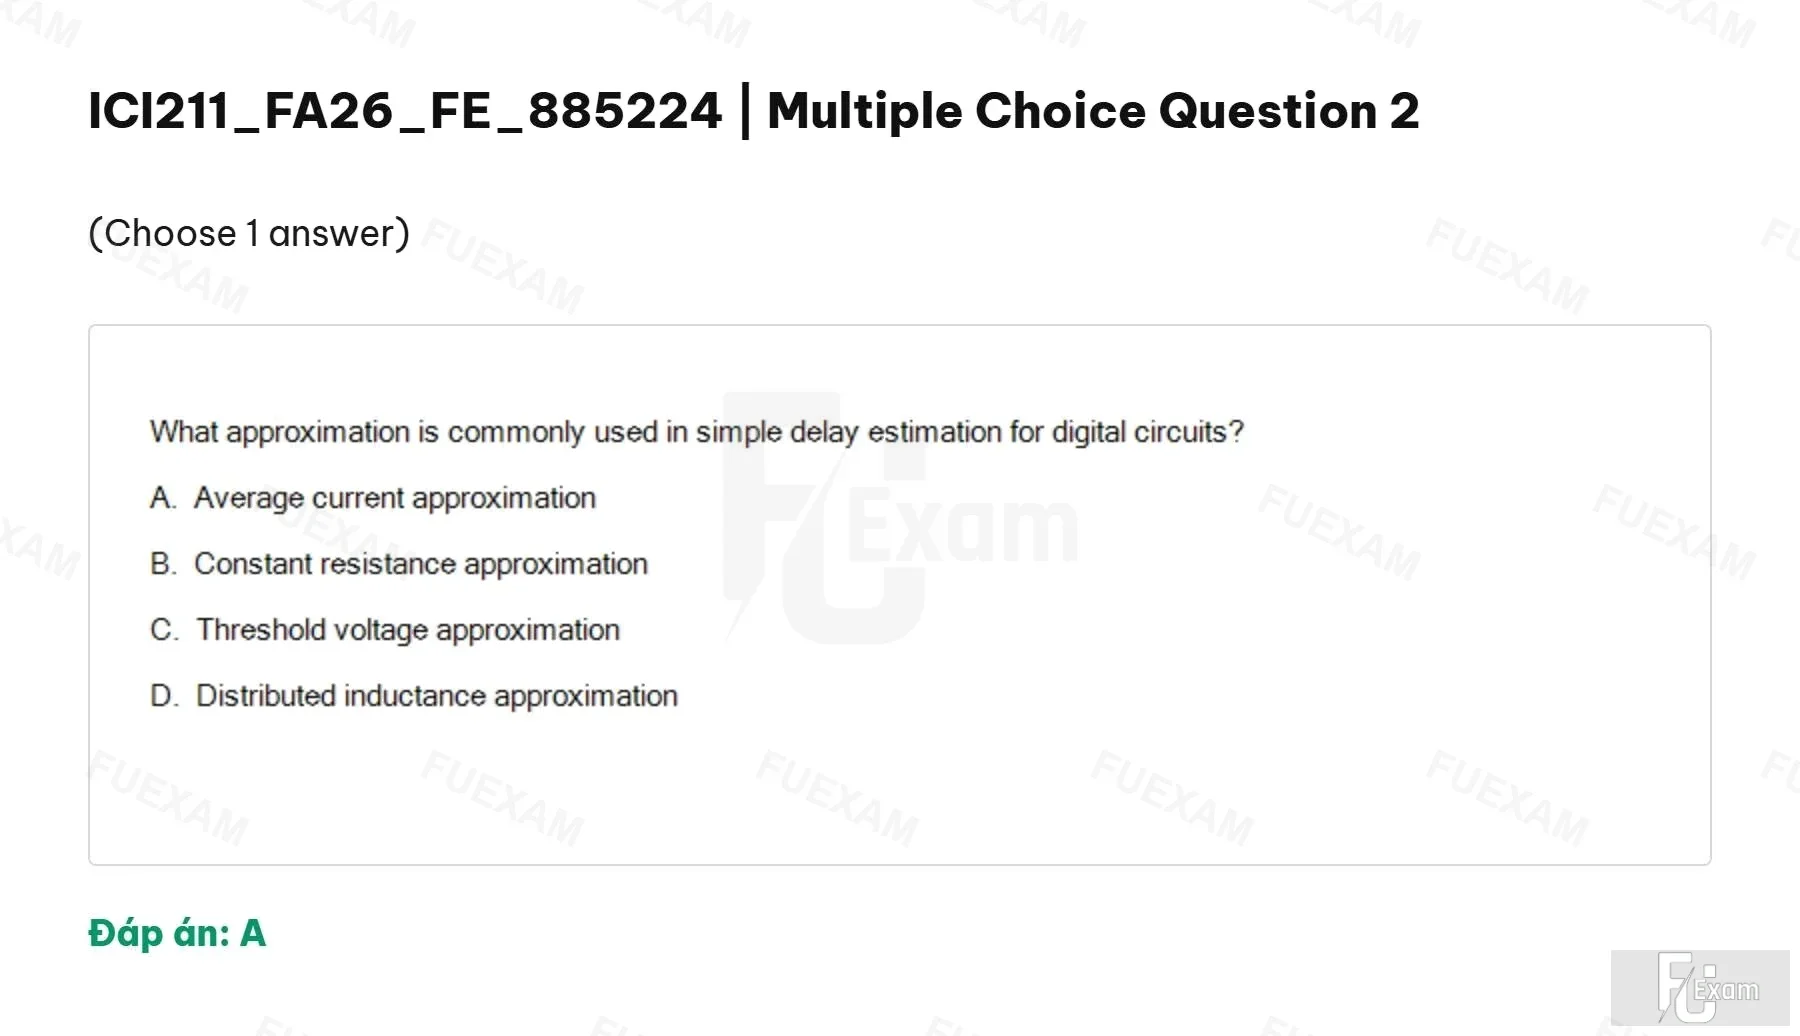 ICI211_FA26_FE_885224 | Multiple Choice Question 2
(Choose 1 answer)
What approximation is commonly used in simple delay estimation for digital circuits?
A. Average current approximation
B. Constant resistance approximation
C. Threshold voltage approximation
D. Distributed inductance approximation
Đáp án: A